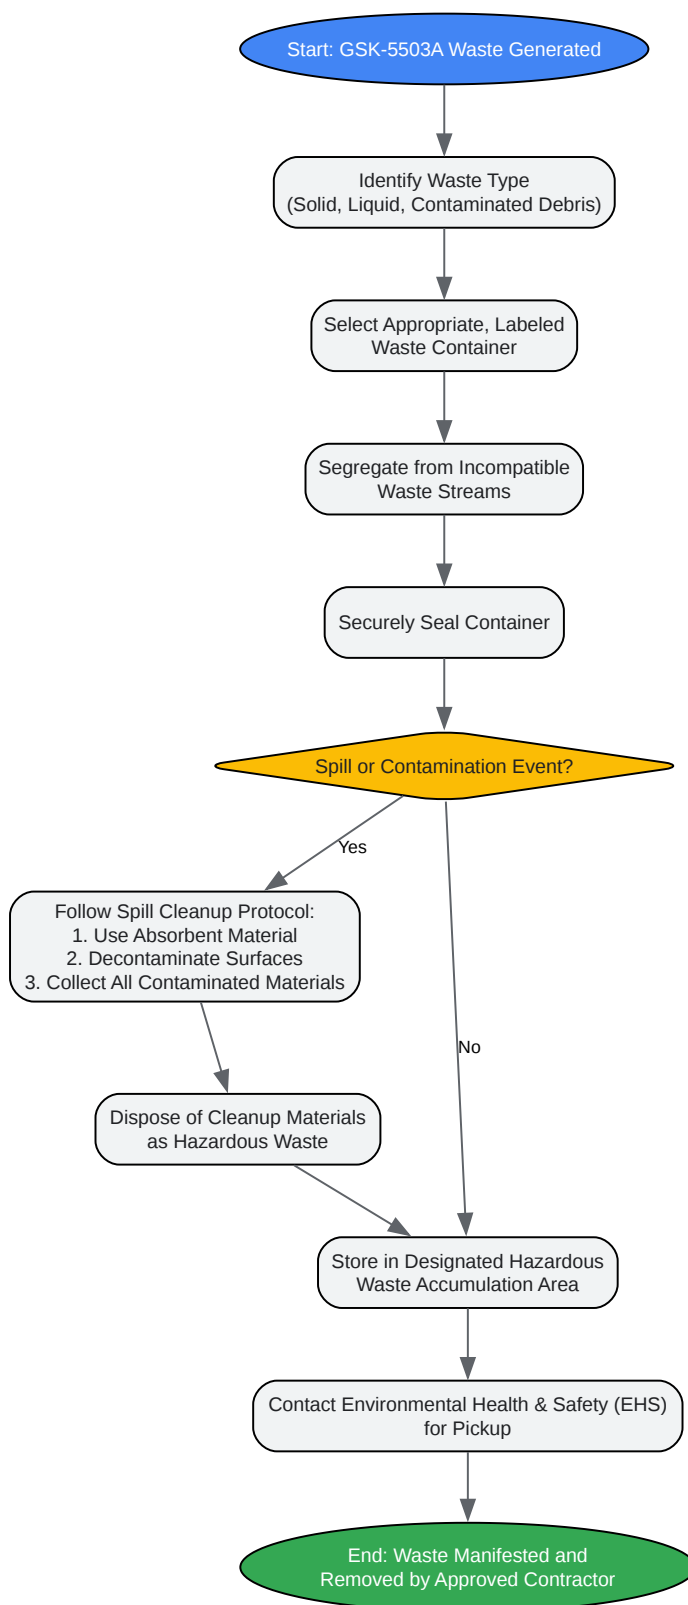 Start: GSK-5503A Waste Generated
Identify Waste Type
(Solid, Liquid, Contaminated Debris)
Select Appropriate, Labeled
Waste Container
Segregate from Incompatible
Waste Streams
Securely Seal Container
Spill or Contamination Event?
Yes
Follow Spill Cleanup Protocol:
1. Use Absorbent Material
2. Decontaminate Surfaces
3. Collect All Contaminated Materials
No
Dispose of Cleanup Materials
as Hazardous Waste
Store in Designated Hazardous
Waste Accumulation Area
Contact Environmental Health & Safety (EHS)
for Pickup
End: Waste Manifested and
Removed by Approved Contractor